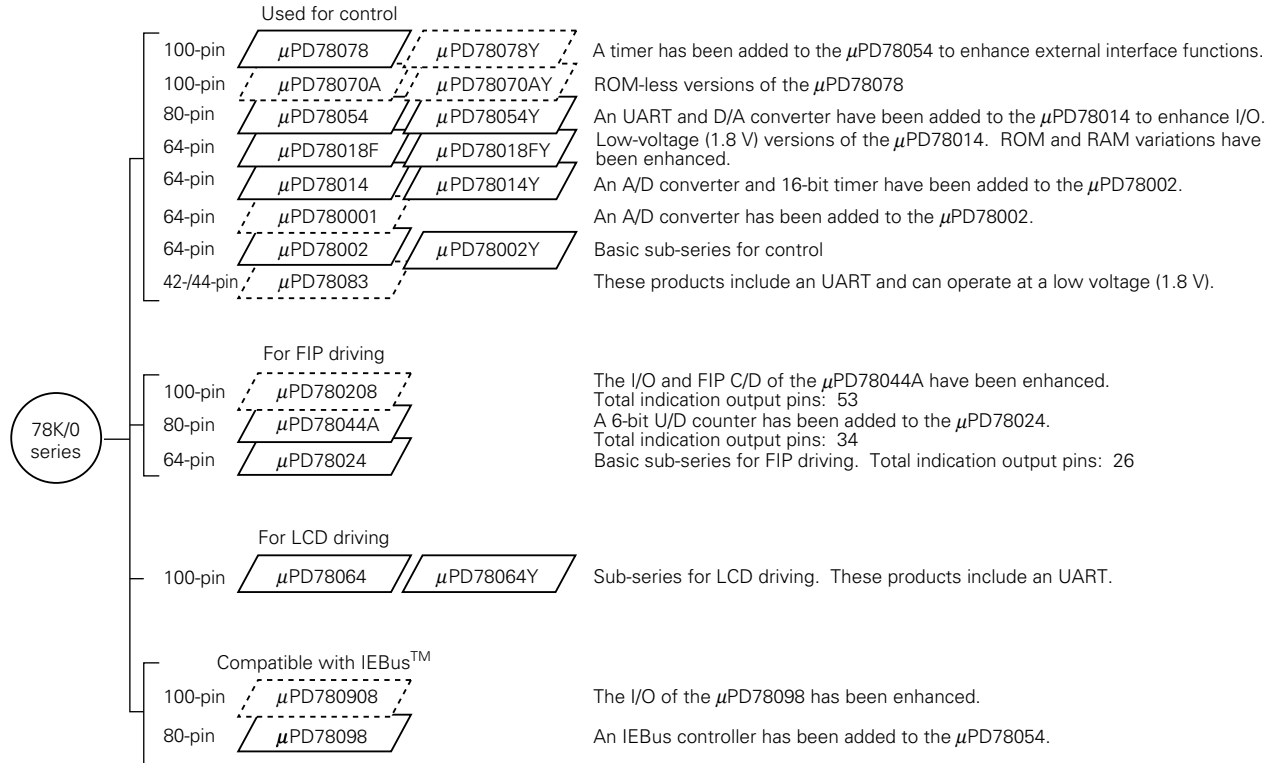 Used for control
100-pin μPD78078 μPD78078Y A timer has been added to the μPD78054 to enhance external interface functions.
100-pin μPD78070A μPD78070AY ROM-less versions of the μPD78078
80-pin μPD78054 μPD78054Y An UART and D/A converter have been added to the μPD78014 to enhance I/O.
64-pin μPD78018F μPD78018FY Low-voltage (1.8 V) versions of the μPD78014. ROM and RAM variations have
been enhanced.
64-pin μPD78014 μPD78014Y An A/D converter and 16-bit timer have been added to the μPD78002.
64-pin μPD780001 An A/D converter has been added to the μPD78002.
64-pin μPD78002 μPD78002Y Basic sub-series for control
42-/44-pin μPD78083 These products include an UART and can operate at a low voltage (1.8 V).
For FIP driving
100-pin μPD780208 The I/O and FIP C/D of the μPD78044A have been enhanced.
Total indication output pins: 53
80-pin μPD78044A A 6-bit U/D counter has been added to the μPD78024.
Total indication output pins: 34
64-pin μPD78024 Basic sub-series for FIP driving. Total indication output pins: 26
78K/0
series
For LCD driving
100-pin μPD78064 μPD78064Y Sub-series for LCD driving. These products include an UART.
Compatible with IEBus™
100-pin μPD780908 The I/O of the μPD78098 has been enhanced.
80-pin μPD78098 An IEBus controller has been added to the μPD78054.